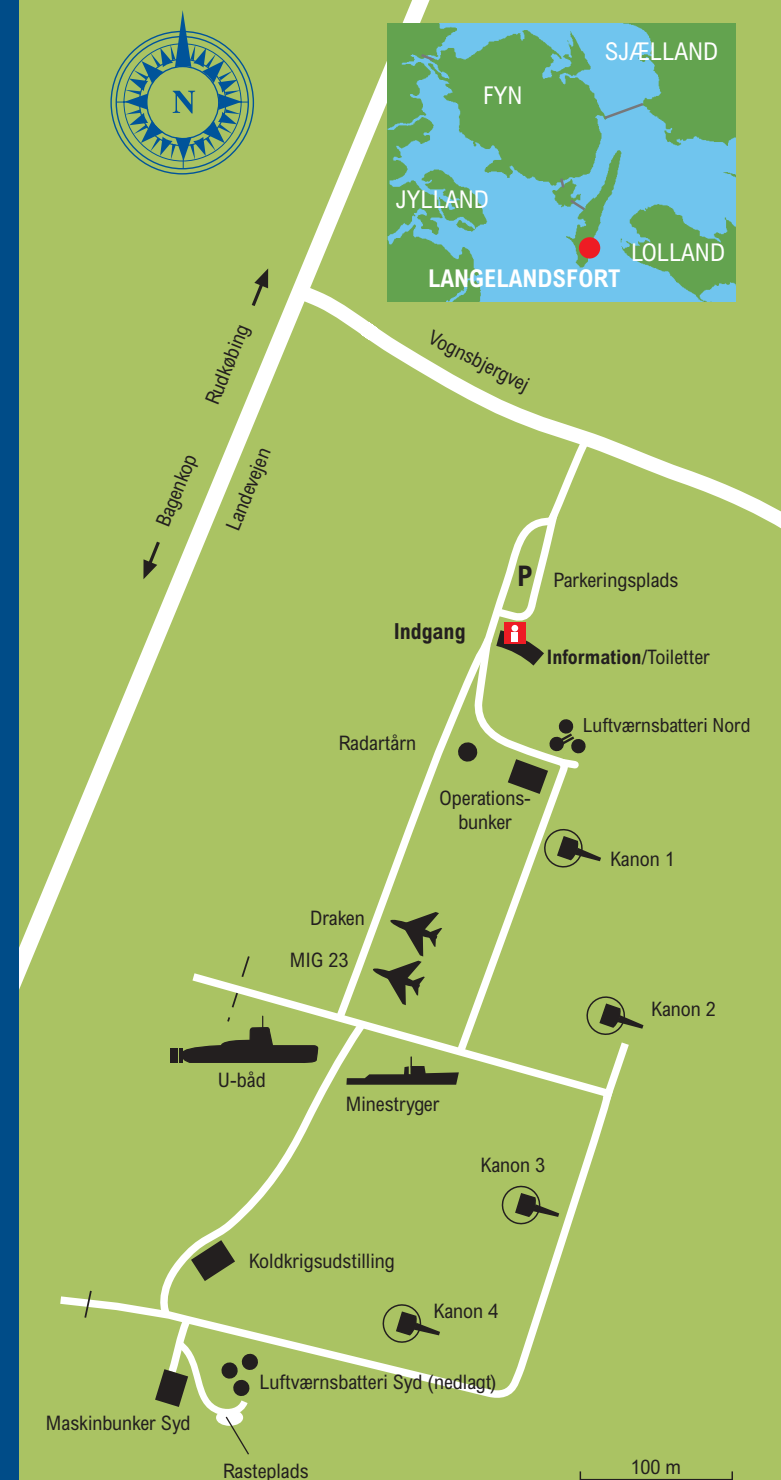 N
SJÆLLAND
FYN
JYLLAND
LOLLAND
LANGELANDSFORT
Rudkøbing
Vognsbjergvej
Bagenkop
Landevejen
P
Parkeringsplads
Indgang
i
Information/Toiletter
Luftværnsbatteri Nord
Radartårn
Operations-
bunker
Kanon 1
Draken
MIG 23
Kanon 2
U-båd
Minestryger
Kanon 3
Koldkrigsudstilling
Kanon 4
Luftværnsbatteri Syd (nedlagt)
Maskinbunker Syd
Rasteplads
100 m